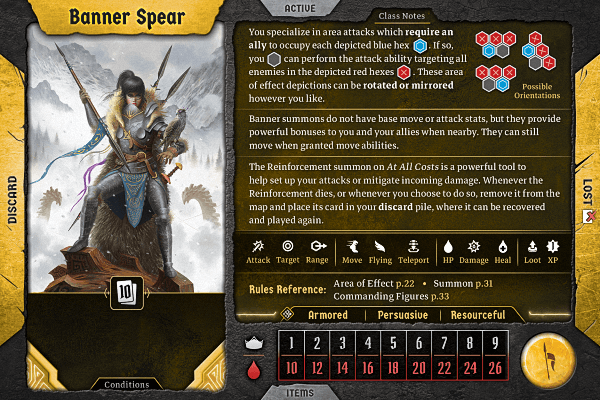 Banner Spear
ACTIVE
Class Notes
You specialize in area attacks which require an
ally to occupy each depicted blue hex. If so,
you can perform the attack ability targeting all
enemies in the depicted red hexes. These area
of effect depictions can be rotated or mirrored
however you like.
Possible
Orientations
Banner summons do not have base move or attack stats, but they provide
powerful bonuses to you and your allies when nearby. They can still
move when granted move abilities.
The Reinforcement summon on At All Costs is a powerful tool to
help set up your attacks or mitigate incoming damage. Whenever the
Reinforcement dies, or whenever you choose to do so, remove it from the
map and place its card in your discard pile, where it can be recovered
and played again.
Attack Target Range Move Flying Teleport HP Damage Heal Loot XP
Rules Reference:
Area of Effect p.22 • Summon p.31
Commanding Figures p.33
Armored | Persuasive | Resourceful
1 2 3 4 5 6 7 8 9
10 12 14 16 18 20 22 24 26
DISCARD
LOST
10
Conditions
ITEMS